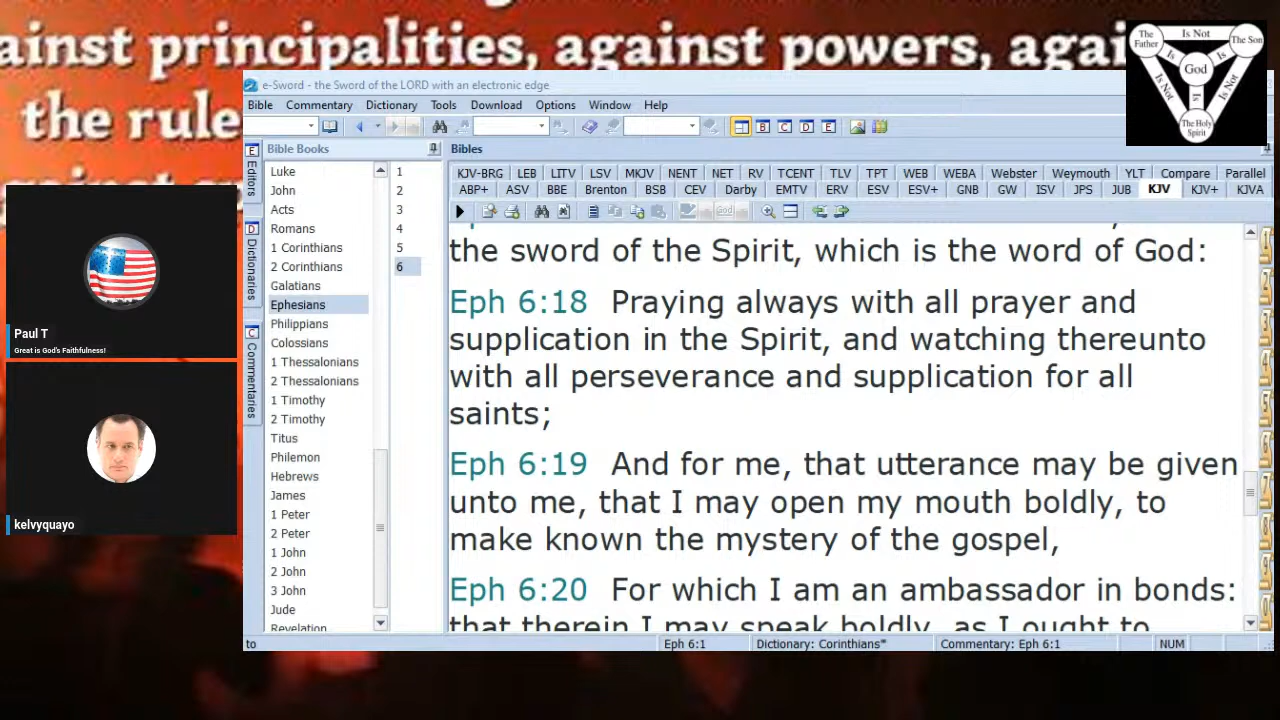 ainst principalities, against powers, agai
the rule
The Father
Is Not
The Son
Is
God
Is
Is Not
Is
Is Not
The Holy Spirit
e-Sword - the Sword of the LORD with an electronic edge
Bible Commentary Dictionary Tools Download Options Window Help
B C D E
E Editors
D Dictionaries
C Commentaries
Bible Books
Luke
John
Acts
Romans
1 Corinthians
2 Corinthians
Galatians
Ephesians
Philippians
Colossians
1 Thessalonians
2 Thessalonians
1 Timothy
2 Timothy
Titus
Philemon
Hebrews
James
1 Peter
2 Peter
1 John
2 John
3 John
Jude
Revelation
1
2
3
4
5
6
Bibles
KJV-BRG LEB LITV LSV MKJV NENT NET RV TCENT TLV TPT WEB WEBA Webster Weymouth YLT Compare Parallel
ABP+ ASV BBE Brenton BSB CEV Darby EMTV ERV ESV ESV+ GNB GW ISV JPS JUB KJV KJV+ KJVA
the sword of the Spirit, which is the word of God:
Eph 6:18 Praying always with all prayer and
supplication in the Spirit, and watching thereunto
with all perseverance and supplication for all
saints;
Eph 6:19 And for me, that utterance may be given
unto me, that I may open my mouth boldly, to
make known the mystery of the gospel,
Eph 6:20 For which I am an ambassador in bonds:
that therein I may speak boldly, as I ought to
to Eph 6:1 Dictionary: Corinthians* Commentary: Eph 6:1 NUM
Paul T
Great is God's Faithfulness!
kelvyquayo